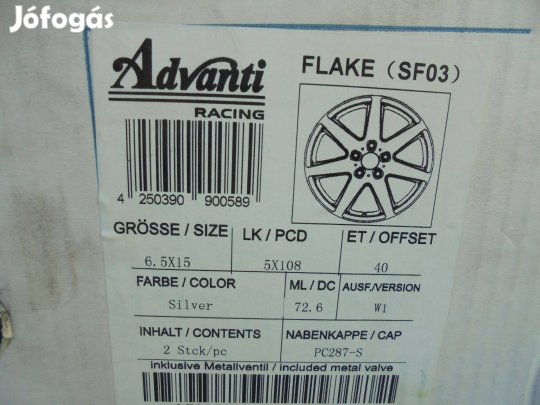 Jófogás
Advanti
RACING
FLAKE (SF03)
4 250390 900589
GRÖSSE / SIZE
LK / PCD
ET / OFFSET
6.5X15
5X108
40
FARBE / COLOR
ML / DC
AUSF./VERSION
Silver
72.6
W1
INHALT / CONTENTS
NABENKAPPE / CAP
2 Stck/pc
PC287-S
inklusive Metallventil / included metal valve